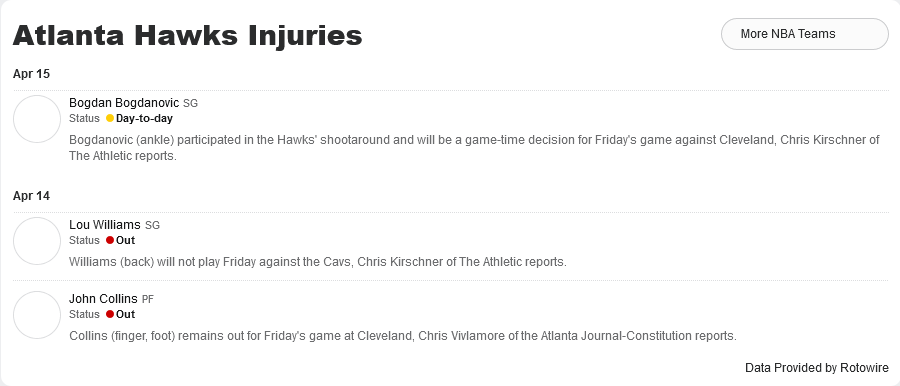 Atlanta Hawks Injuries
More NBA Teams
Apr 15
Bogdan Bogdanovic SG
Status Day-to-day
Bogdanovic (ankle) participated in the Hawks' shootaround and will be a game-time decision for Friday's game against Cleveland, Chris Kirschner of
The Athletic reports.
Apr 14
Lou Williams SG
Status Out
Williams (back) will not play Friday against the Cavs, Chris Kirschner of The Athletic reports.
John Collins PF
Status Out
Collins (finger, foot) remains out for Friday's game at Cleveland, Chris Vivlamore of the Atlanta Journal-Constitution reports.
Data Provided by Rotowire